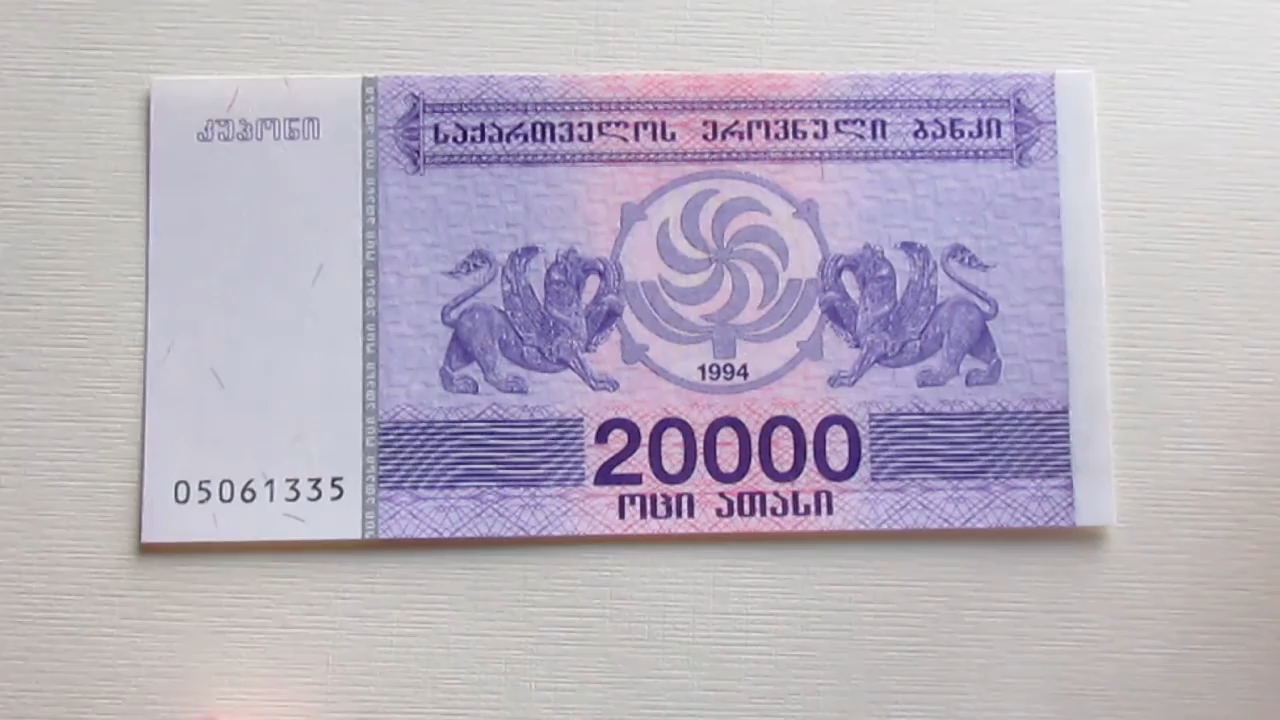 კუპონი
საქართველოს ეროვნული ბანკი
1994
20000
ოცი ათასი
05061335